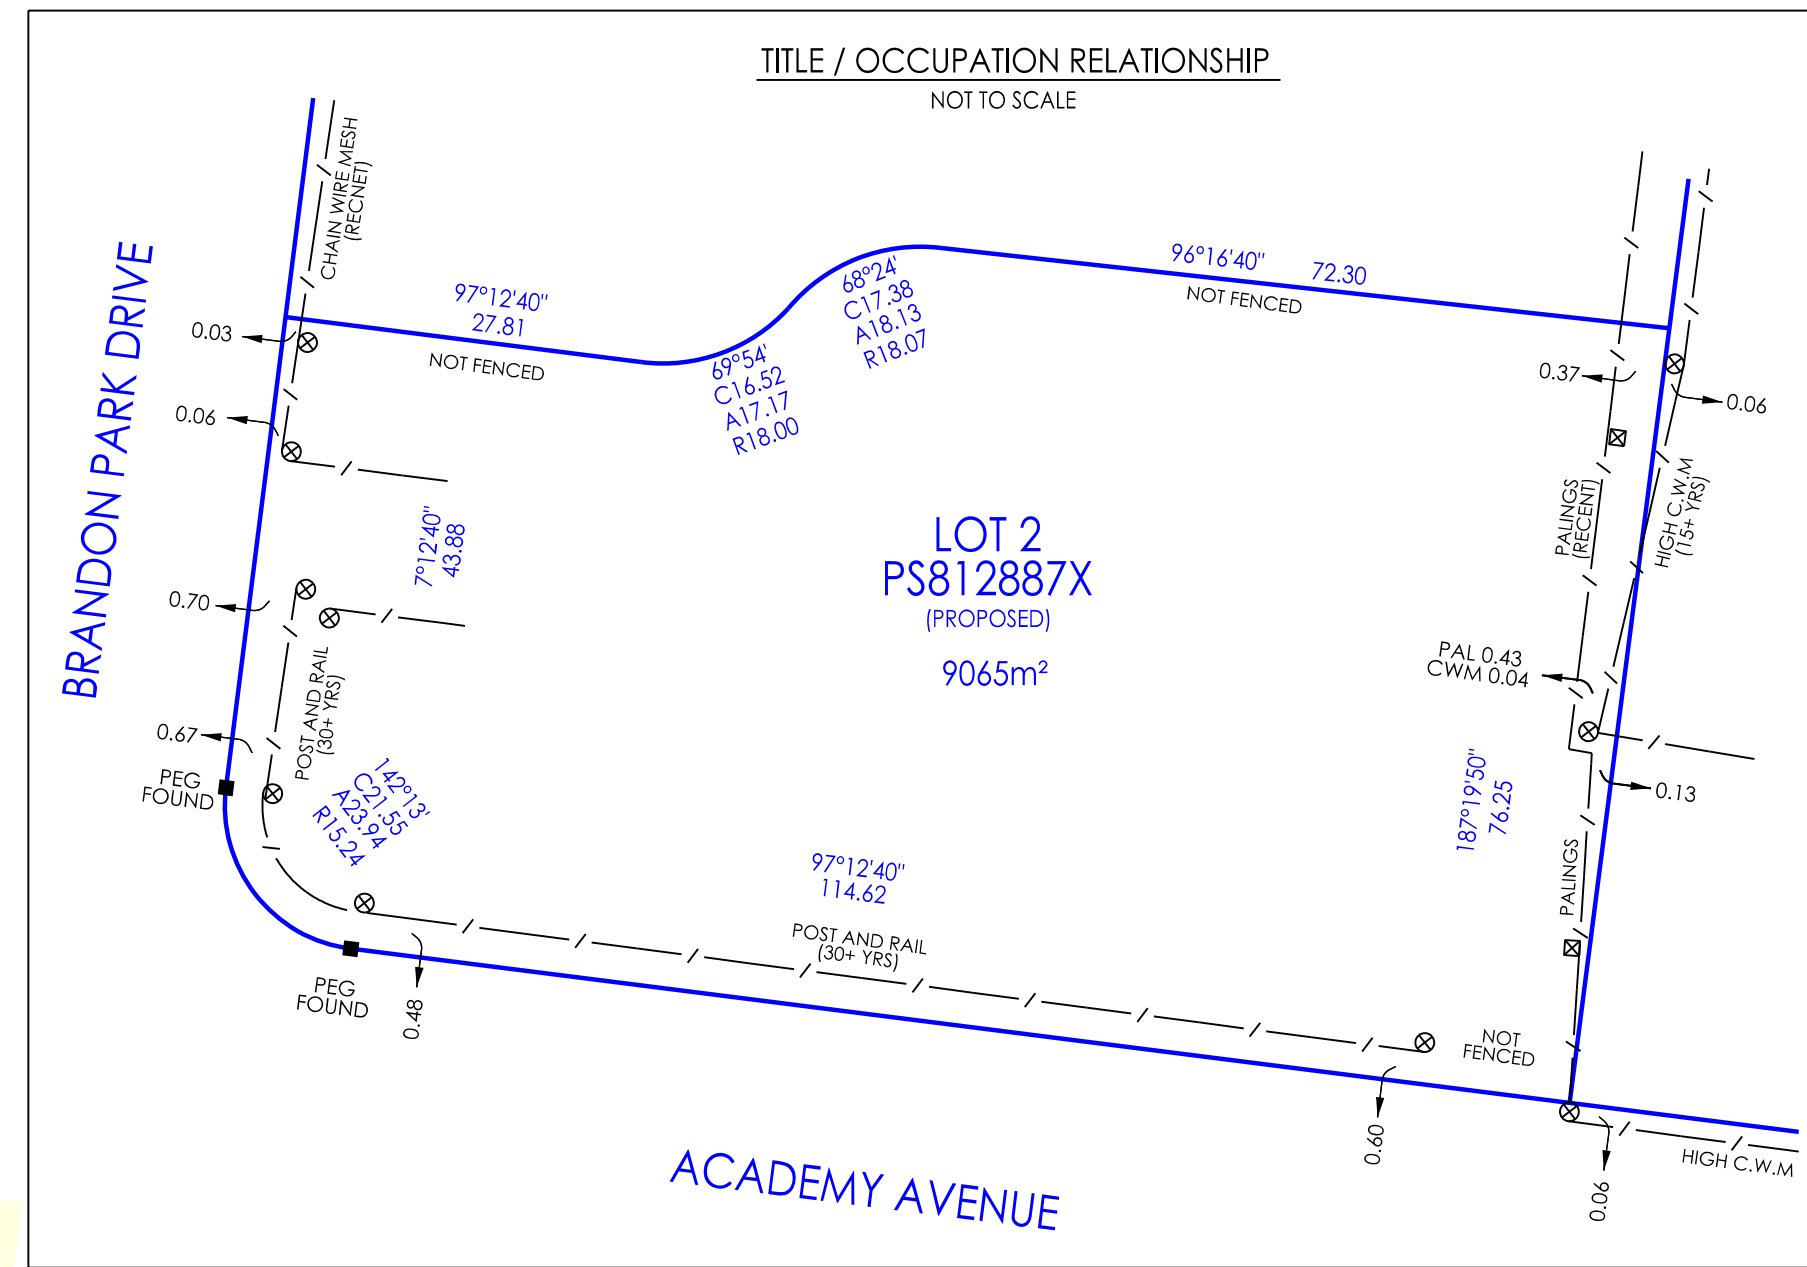 TITLE / OCCUPATION RELATIONSHIP
NOT TO SCALE
CHAIN WIRE MESH
(RECNET)
BRANDON PARK DRIVE
97°12'40"
27.81
NOT FENCED
68°24'
C17.38
A18.13
R18.07
69°54'
C16.52
A17.17
R18.00
96°16'40" 72.30
NOT FENCED
0.03
0.06
0.37
0.06
7°12'40"
43.88
LOT 2
PS812887X
(PROPOSED)
9065m²
PALINGS
(RECENT)
HIGH C.W.M
(15+ YRS)
0.70
0.67
POST AND RAIL
(30+ YRS)
PAL 0.43
CWM 0.04
PEG
FOUND
142°13'
C21.55
A23.94
R15.24
187°19'50"
76.25
0.13
PALINGS
97°12'40"
114.62
POST AND RAIL
(30+ YRS)
PEG
FOUND
0.48
NOT
FENCED
0.60
0.06
HIGH C.W.M
ACADEMY AVENUE